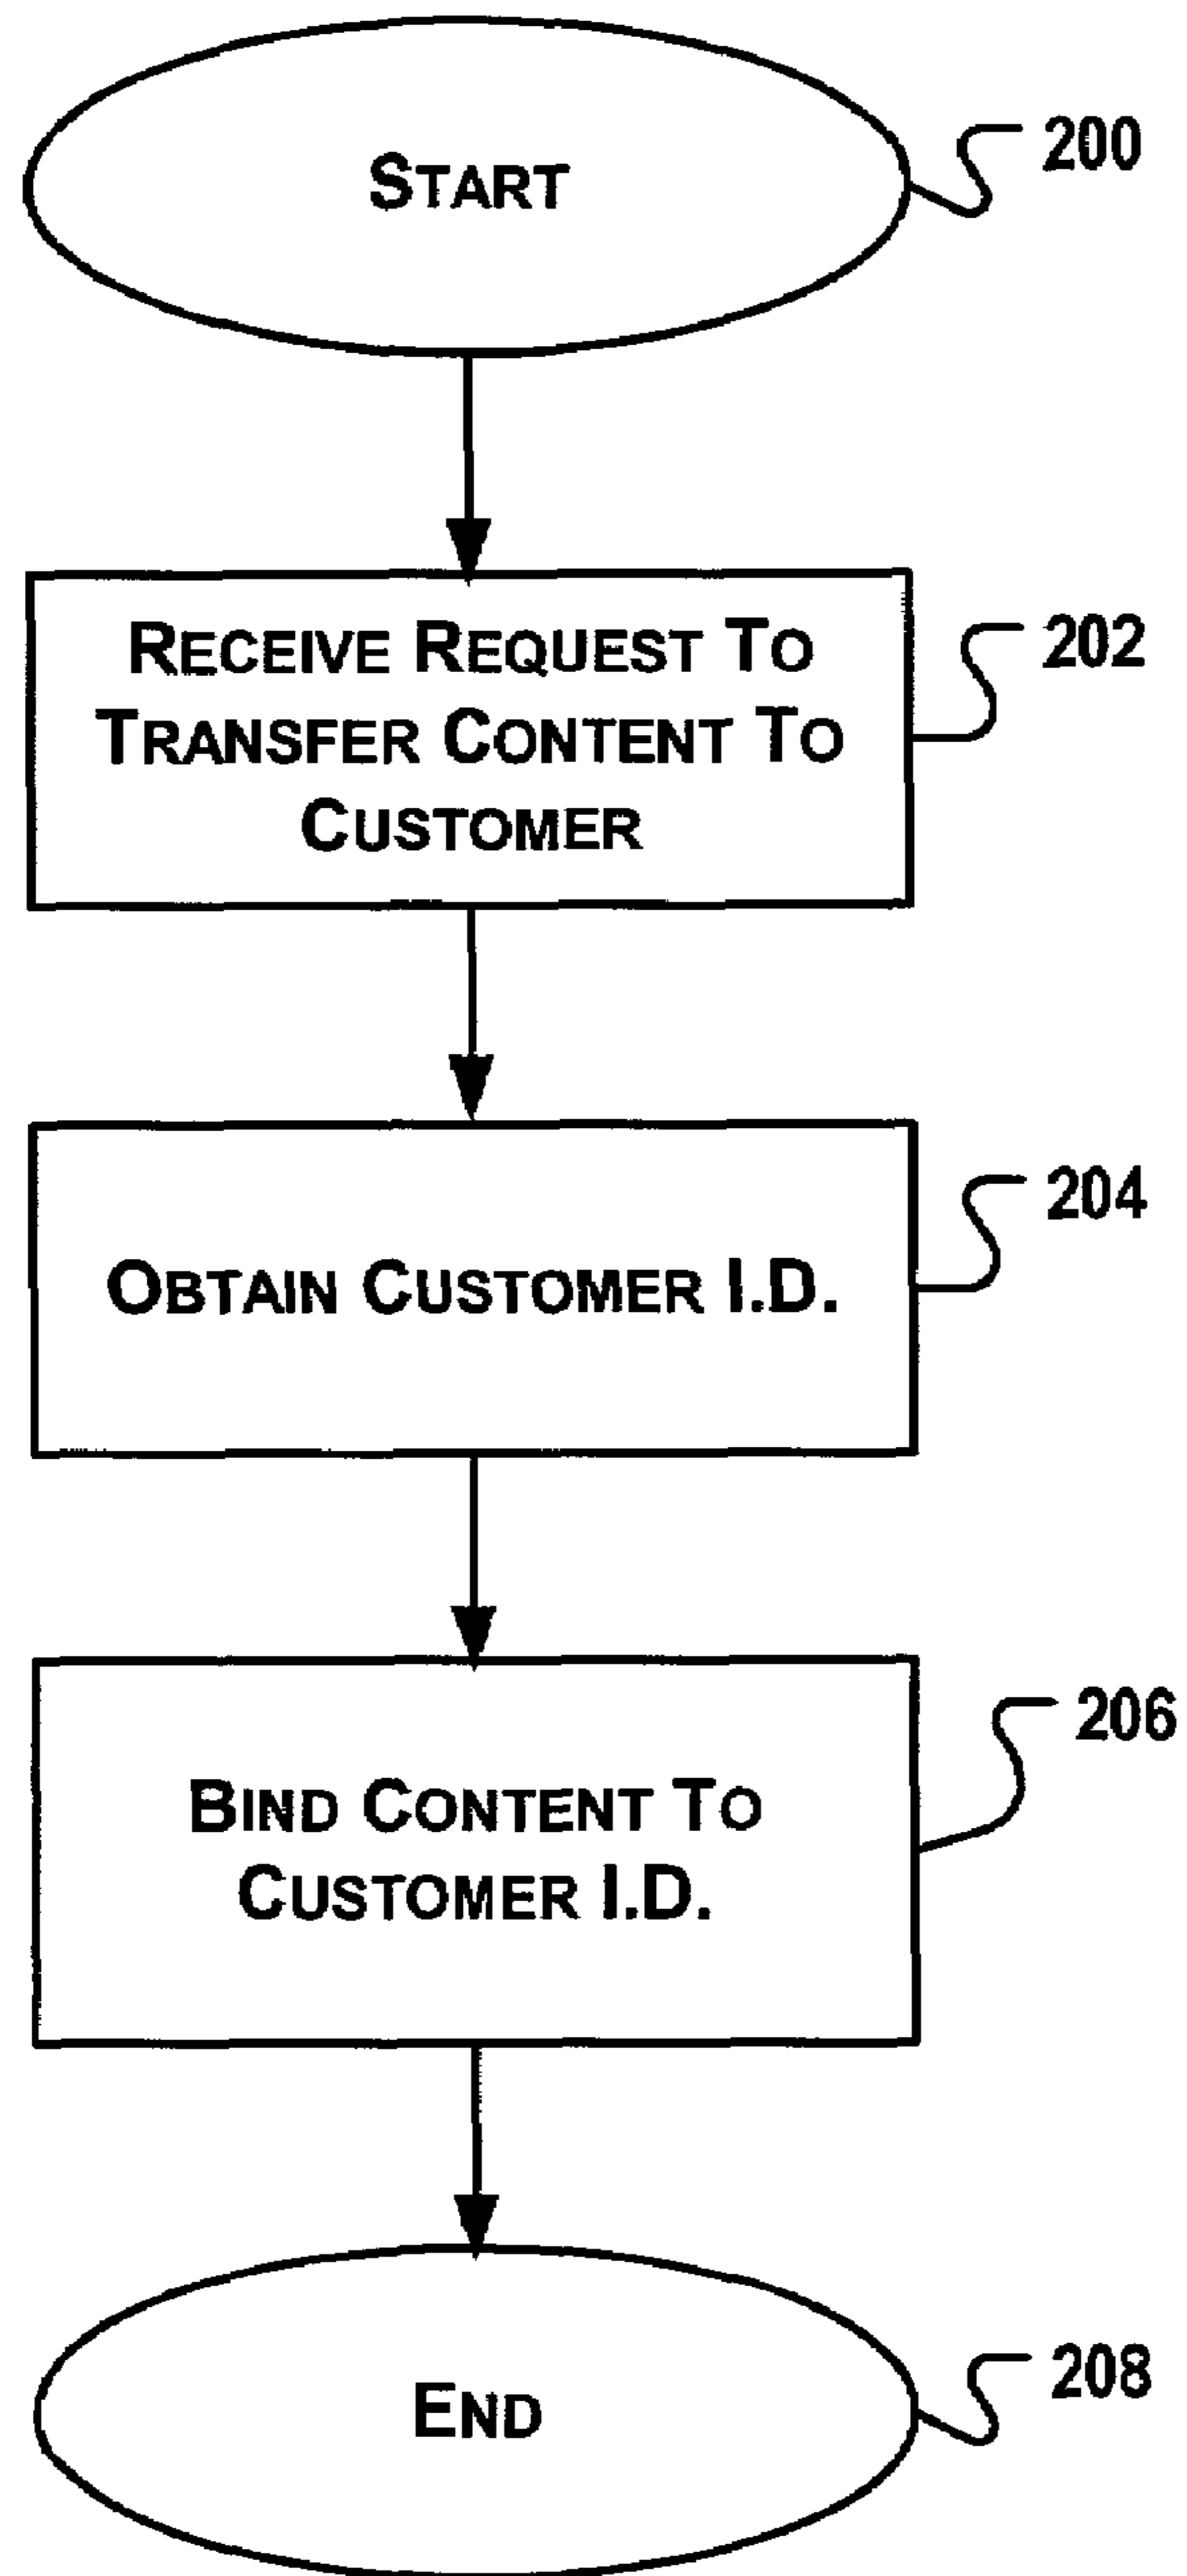 START
200
RECEIVE REQUEST TO
TRANSFER CONTENT TO
CUSTOMER
202
OBTAIN CUSTOMER I.D.
204
BIND CONTENT TO
CUSTOMER I.D.
206
END
208